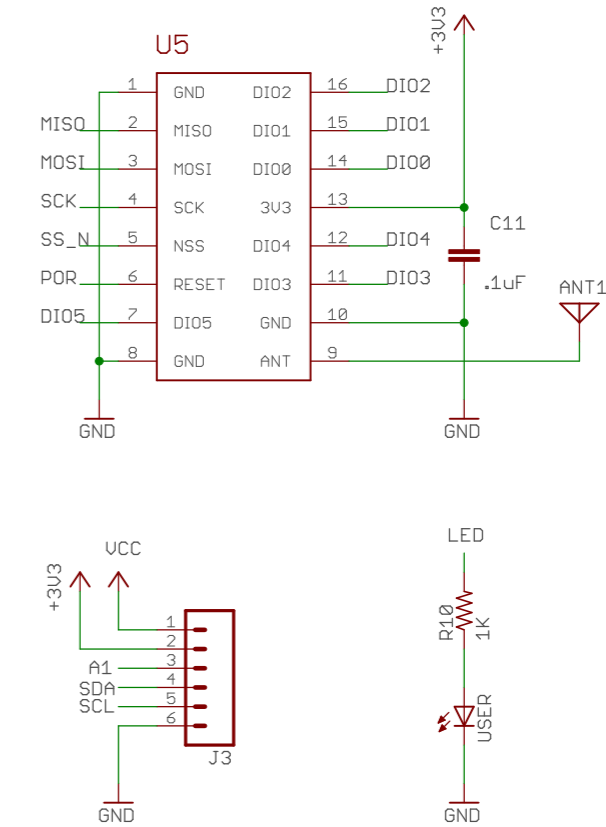 +3V3
U5
1 GND DIO2 16 DIO2
MISO 2 MISO DIO1 15 DIO1
MOSI 3 MOSI DIO0 14 DIO0
SCK 4 SCK 3V3 13
C11
SS_N 5 NSS DIO4 12 DIO4
POR 6 RESET DIO3 11 DIO3
.1uF
ANT1
DIO5 7 DIO5 GND 10
8 GND ANT 9
GND
GND
+3V3
VCC
1
2
A1 3
SDA 4
SCL 5
6
J3
GND
LED
R10
1K
USER
GND